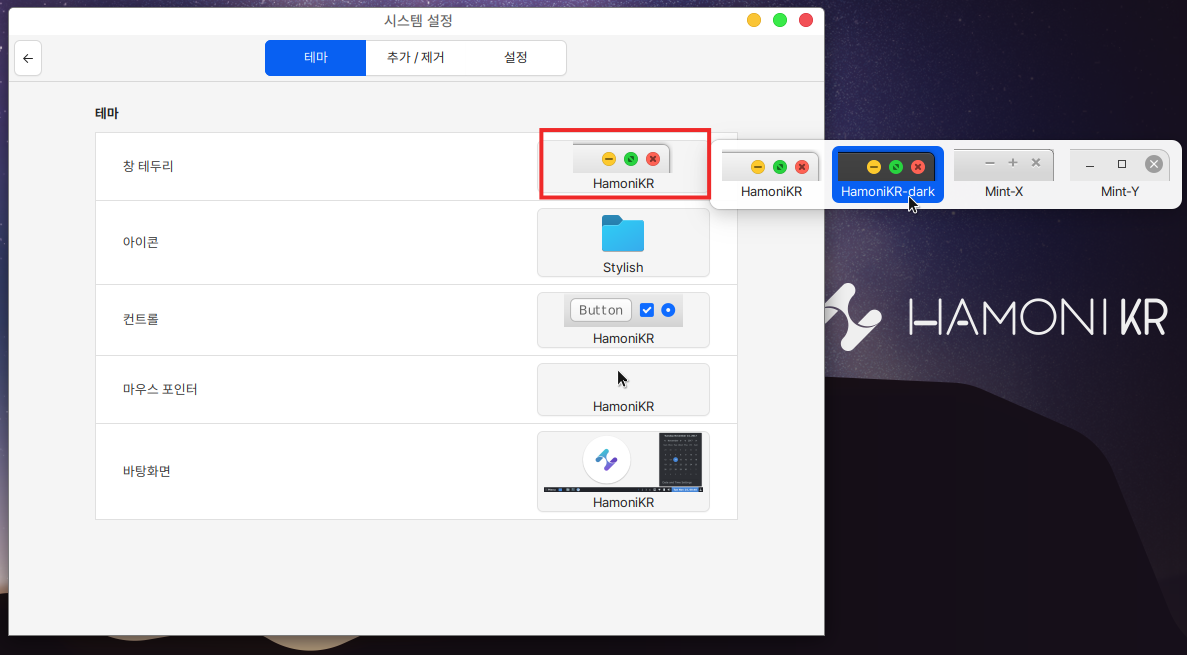 시스템 설정
테마
추가 / 제거
설정
테마
창 테두리
HamoniKR
HamoniKR
HamoniKR-dark
Mint-X
Mint-Y
아이콘
Stylish
컨트롤
Button
HamoniKR
마우스 포인터
HamoniKR
바탕화면
HamoniKR
HAMONIKR